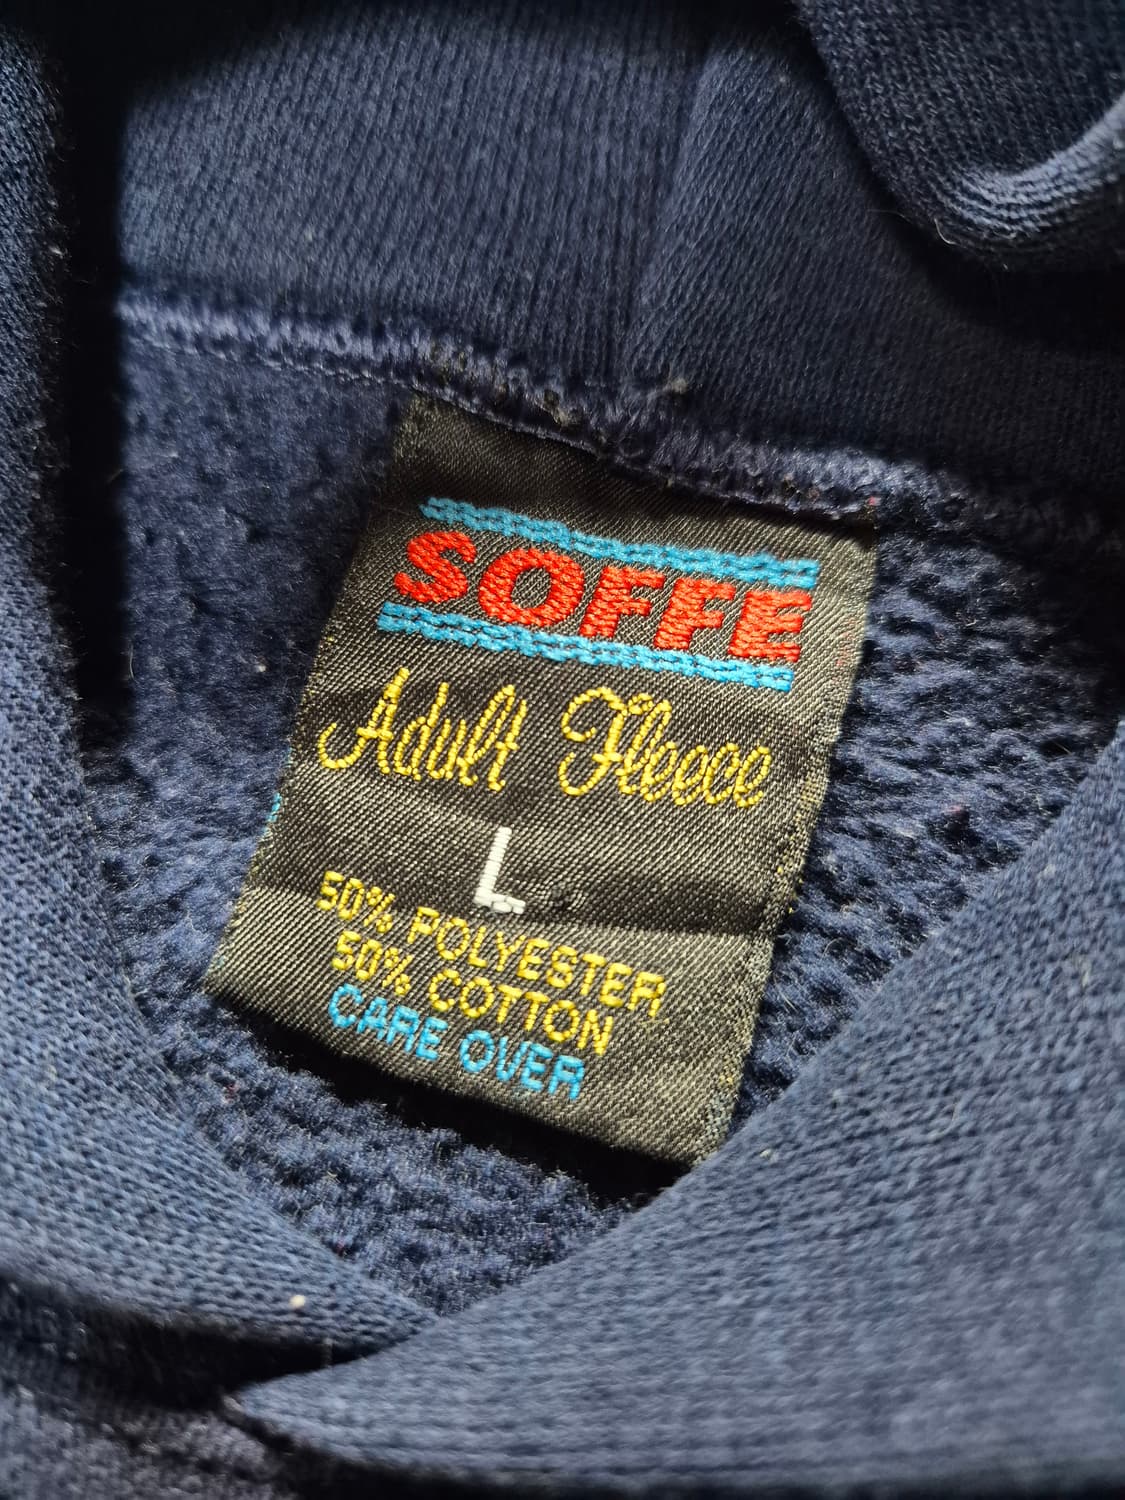 SOFFE
Adult Fleece
L
50% POLYESTER
50% COTTON
CARE OVER